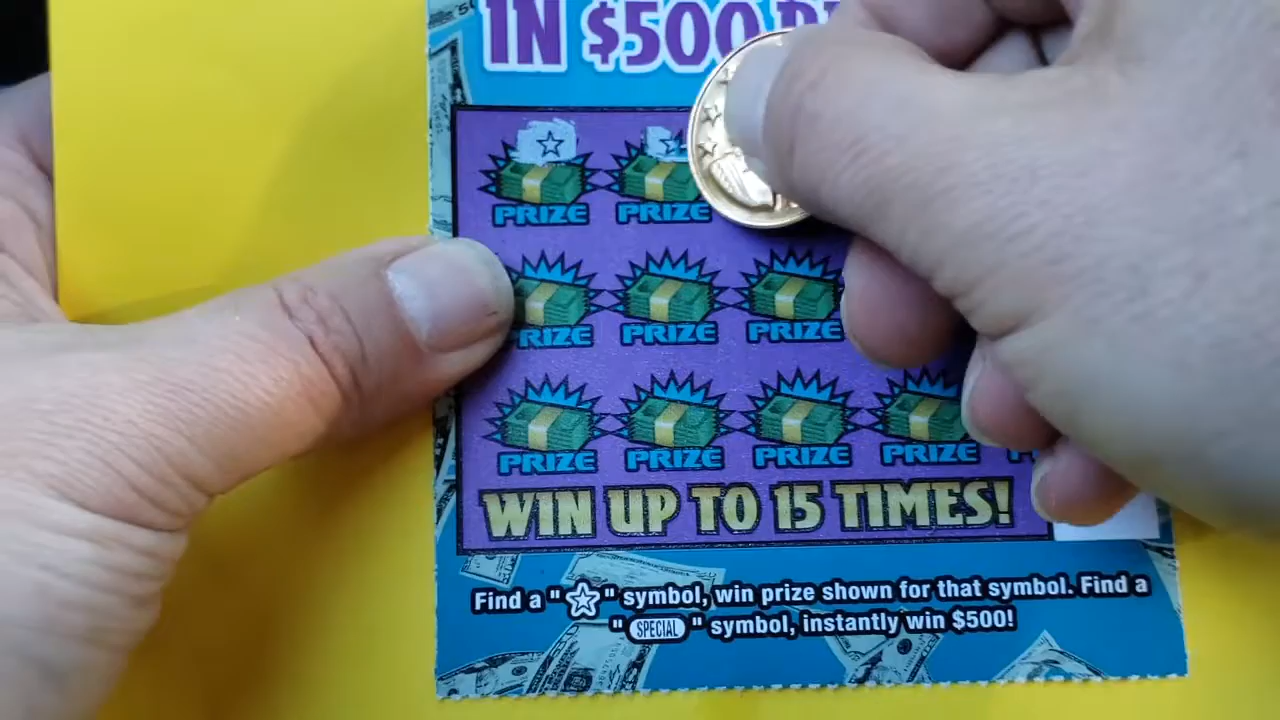 IN $500
PRIZE PRIZE
PRIZE PRIZE PRIZE
PRIZE PRIZE PRIZE PRIZE
WIN UP TO 15 TIMES!
Find a "☆" symbol, win prize shown for that symbol. Find a
"SPECIAL" symbol, instantly win $500!